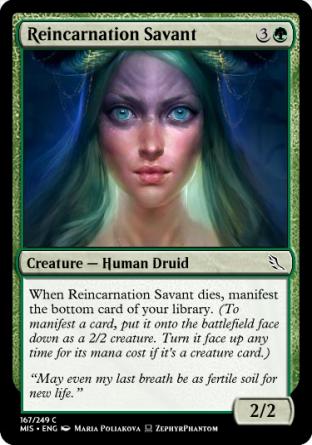 Reincarnation Savant 3
Creature — Human Druid
When Reincarnation Savant dies, manifest
the bottom card of your library. (To
manifest a card, put it onto the battlefield face
down as a 2/2 creature. Turn it face up any
time for its mana cost if it's a creature card.)
“May even my last breath be as fertile soil for
new life.”
2/2
167/249 C
MIS • ENG Maria Poliakova ZephyrPhantom